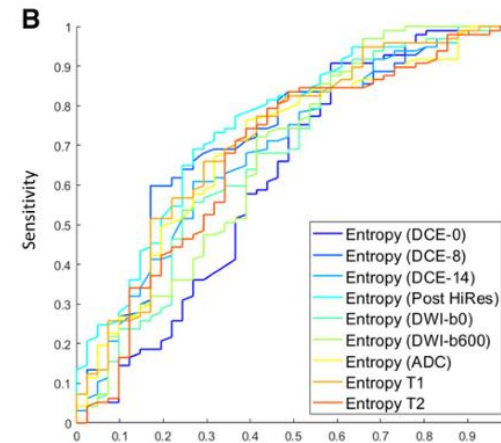 B
1
0.9
0.8
0.7
0.6
0.5
0.4
0.3
0.2
0.1
0
Sensitivity
Entropy (DCE-0)
Entropy (DCE-8)
Entropy (DCE-14)
Entropy (Post HiRes)
Entropy (DWI-b0)
Entropy (DWI-b600)
Entropy (ADC)
Entropy T1
Entropy T2
0 0.1 0.2 0.3 0.4 0.5 0.6 0.7 0.8 0.9